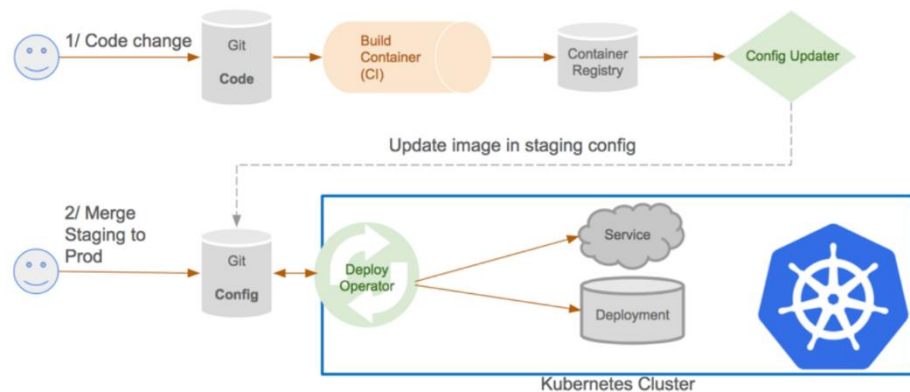 1/ Code change
Git
Code
Build
Container
(CI)
Container
Registry
Config Updater
Update image in staging config
2/ Merge
Staging to
Prod
Git
Config
Deploy
Operator
Service
Deployment
Kubernetes Cluster